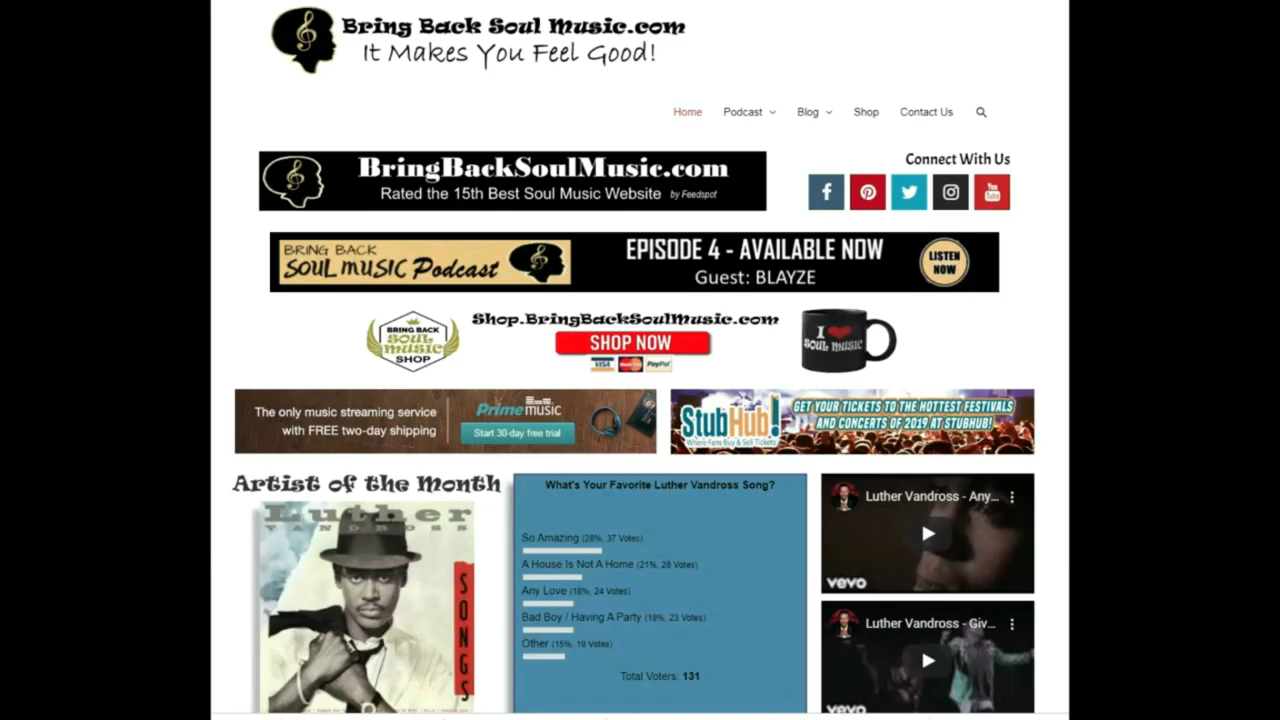 Bring Back Soul Music.com
It Makes You Feel Good!
Home Podcast Blog Shop Contact Us
BringBackSoulMusic.com
Rated the 15th Best Soul Music Website by Feedspot
Connect With Us
You
Tube
BRING BACK
SOUL MUSIC Podcast
EPISODE 4 - AVAILABLE NOW
Guest: BLAYZE
LISTEN
NOW
BRING BACK
SOUL
MUSIC
SHOP
Shop.BringBackSoulMusic.com
SHOP NOW
VISA MasterCard PayPal
I
SOUL MUSIC
The only music streaming service
with FREE two-day shipping
Prime music
Start 30-day free trial
StubHub!
Where Fans Buy & Sell Tickets
GET YOUR TICKETS TO THE HOTTEST FESTIVALS
AND CONCERTS OF 2019 AT STUBHUB!
Artist of the Month
Luther
VANDROSS
SONGS
What's Your Favorite Luther Vandross Song?
So Amazing (28%, 37 Votes)
A House Is Not A Home (21%, 28 Votes)
Any Love (18%, 24 Votes)
Bad Boy / Having A Party (18%, 23 Votes)
Other (15%, 19 Votes)
Total Voters: 131
Luther Vandross - Any...
vevo
Luther Vandross - Giv...
vevo